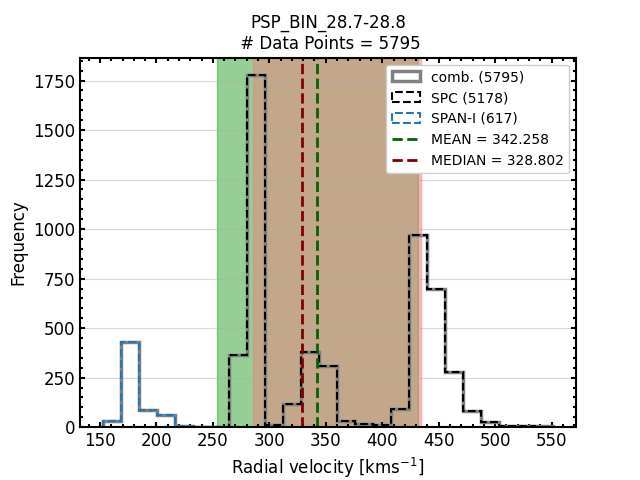 PSP_BIN_28.7-28.8
# Data Points = 5795
comb. (5795)
SPC (5178)
SPAN-I (617)
MEAN = 342.258
MEDIAN = 328.802
Frequency
1750
1500
1250
1000
750
500
250
0
150 200 250 300 350 400 450 500 550
Radial velocity [kms⁻¹]